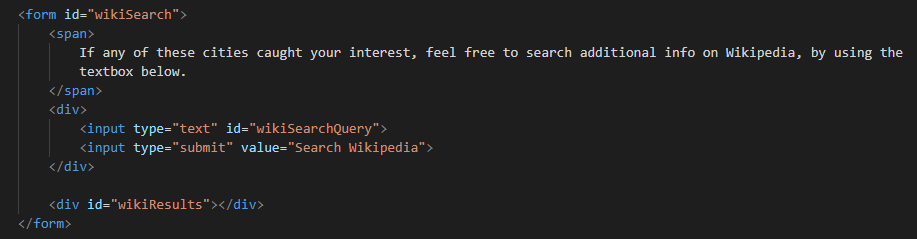 <form id="wikiSearch">
    <span>
        If any of these cities caught your interest, feel free to search additional info on Wikipedia, by using the
        textbox below.
    </span>
    <div>
        <input type="text" id="wikiSearchQuery">
        <input type="submit" value="Search Wikipedia">
    </div>

    <div id="wikiResults"></div>
</form>